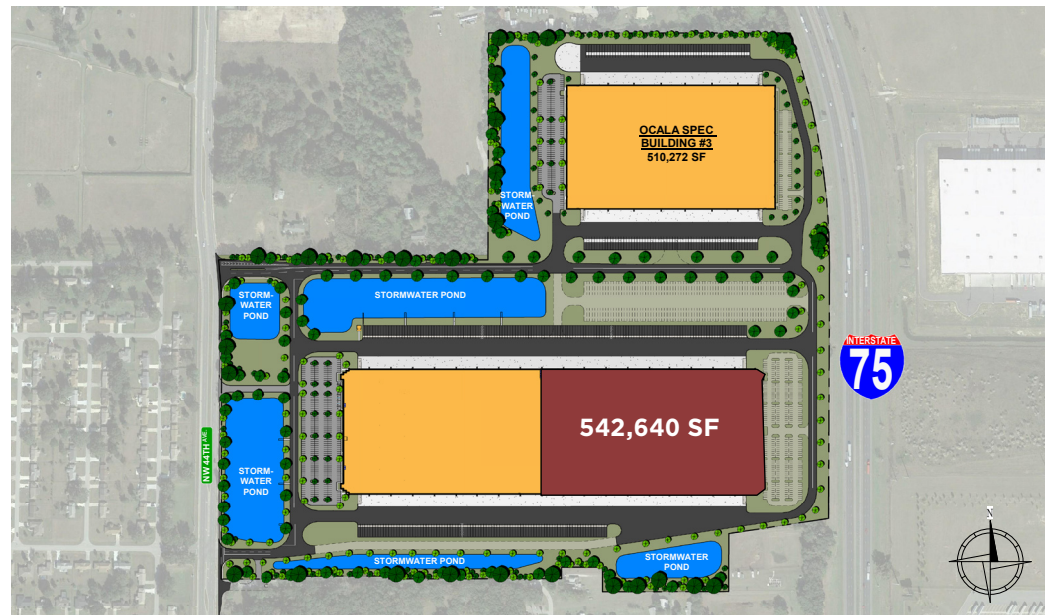 OCALA SPEC
BUILDING #3
510,272 SF
STORM-
WATER
POND
STORM-
WATER
POND
STORMWATER POND
INTERSTATE
75
542,640 SF
NW 44TH AVE.
STORM-
WATER
POND
STORMWATER POND
STORMWATER
POND
N